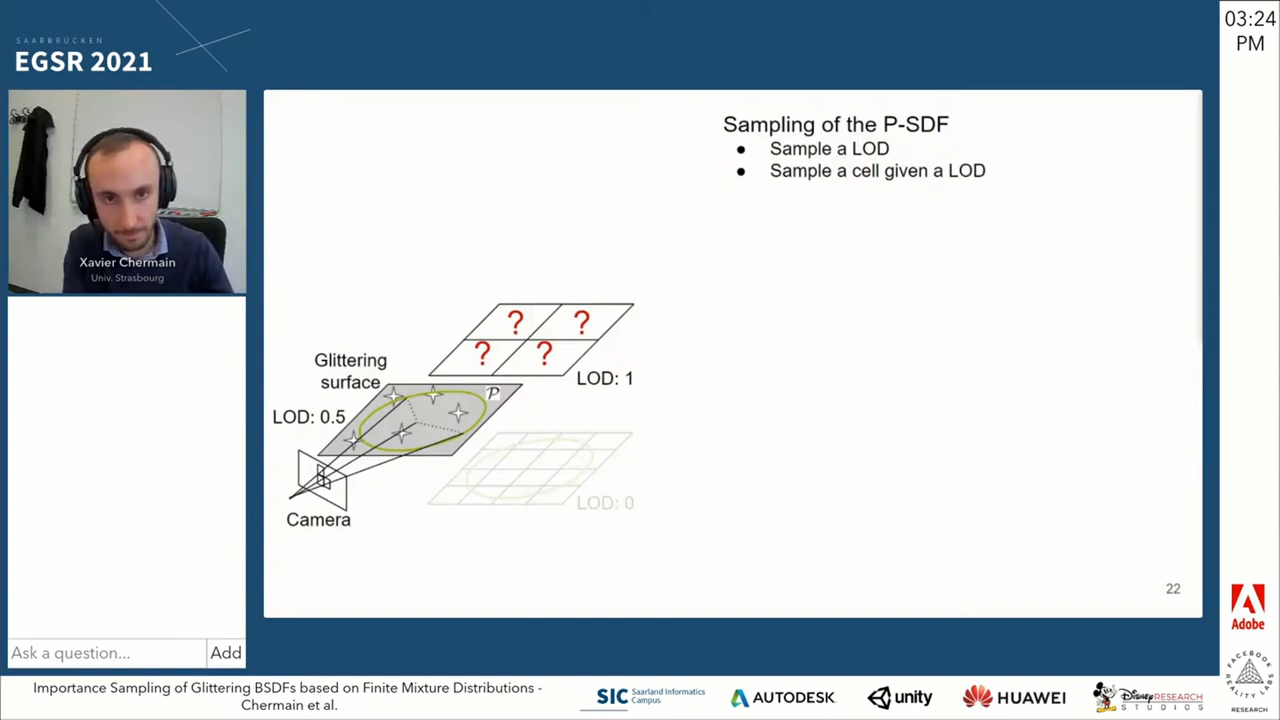 SAARBRÜCKEN
EGSR 2021
03:24
PM
Xavier Chermain
Univ. Strasbourg
Sampling of the P-SDF
● Sample a LOD
● Sample a cell given a LOD
? ?
? ?
LOD: 1
Glittering
surface
𝒫
LOD: 0.5
LOD: 0
Camera
22
Ask a question... Add
Importance Sampling of Glittering BSDFs based on Finite Mixture Distributions -
Chermain et al.
SIC Saarland Informatics
Campus
AUTODESK
unity
HUAWEI
Disney RESEARCH
STUDIOS
Adobe
FACEBOOK
REALITY LABS
RESEARCH